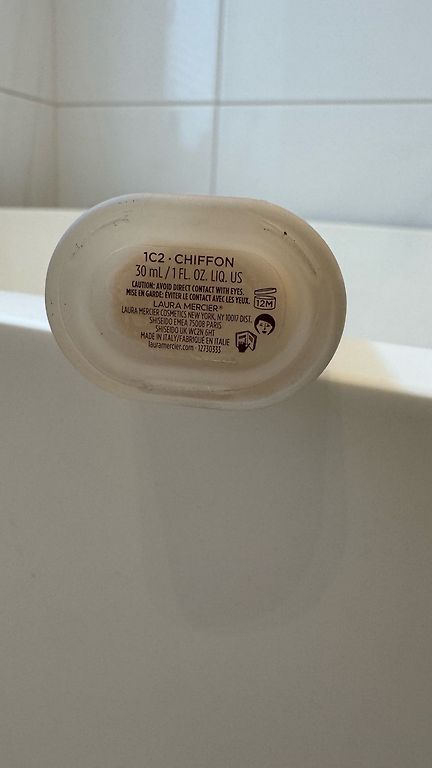 1C2 · CHIFFON
30 mL / 1 FL. OZ. LIQ. US
CAUTION: AVOID DIRECT CONTACT WITH EYES.
MISE EN GARDE: ÉVITER LE CONTACT AVEC LES YEUX.
LAURA MERCIER®
LAURA MERCIER COSMETICS NEW YORK, NY 10017 DIST.
SHISEIDO EMEA 75008 PARIS
SHISEIDO UK WC2N 6HT
MADE IN ITALY/FABRIQUÉ EN ITALIE
lauramercier.com · 12730333
12M